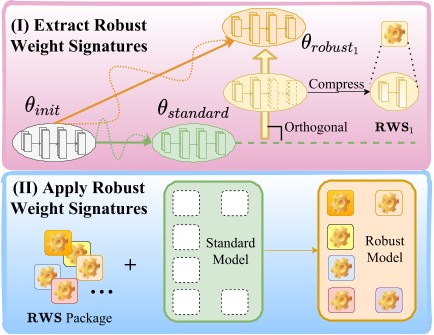 (I) Extract Robust
Weight Signatures
θinit
θstandard
θrobust1
Compress
Orthogonal
RWS1
(II) Apply Robust
Weight Signatures
+
...
RWS Package
Standard
Model
Robust
Model